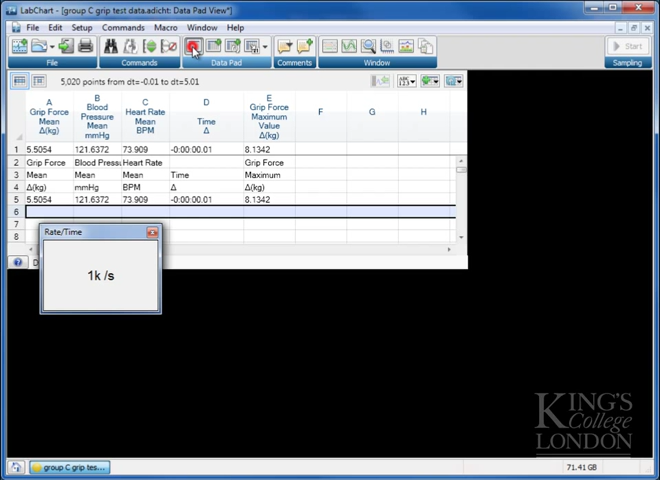 LabChart - [group C grip test data.adicht: Data Pad View*]
File Edit Setup Commands Macro Window Help
Start
File Commands Data Pad Comments Window Sampling
5,020 points from dt=-0.01 to dt=5.01
A B C D E F G H
Grip Force Mean Δ(kg)
Blood Pressure Mean mmHg
Heart Rate Mean BPM
Time Δ
Grip Force Maximum Value Δ(kg)
1 5.5054 121.6372 73.909 -0:00:00.01 8.1342
2 Grip Force Blood Pressu Heart Rate Grip Force
3 Mean Mean Mean Time Maximum
4 Δ(kg) mmHg BPM Δ Δ(kg)
5 5.5054 121.6372 73.909 -0:00:00.01 8.1342
6
7
8
Rate/Time
1k /s
KING'S
College
LONDON
group C grip tes...
71.41 GB